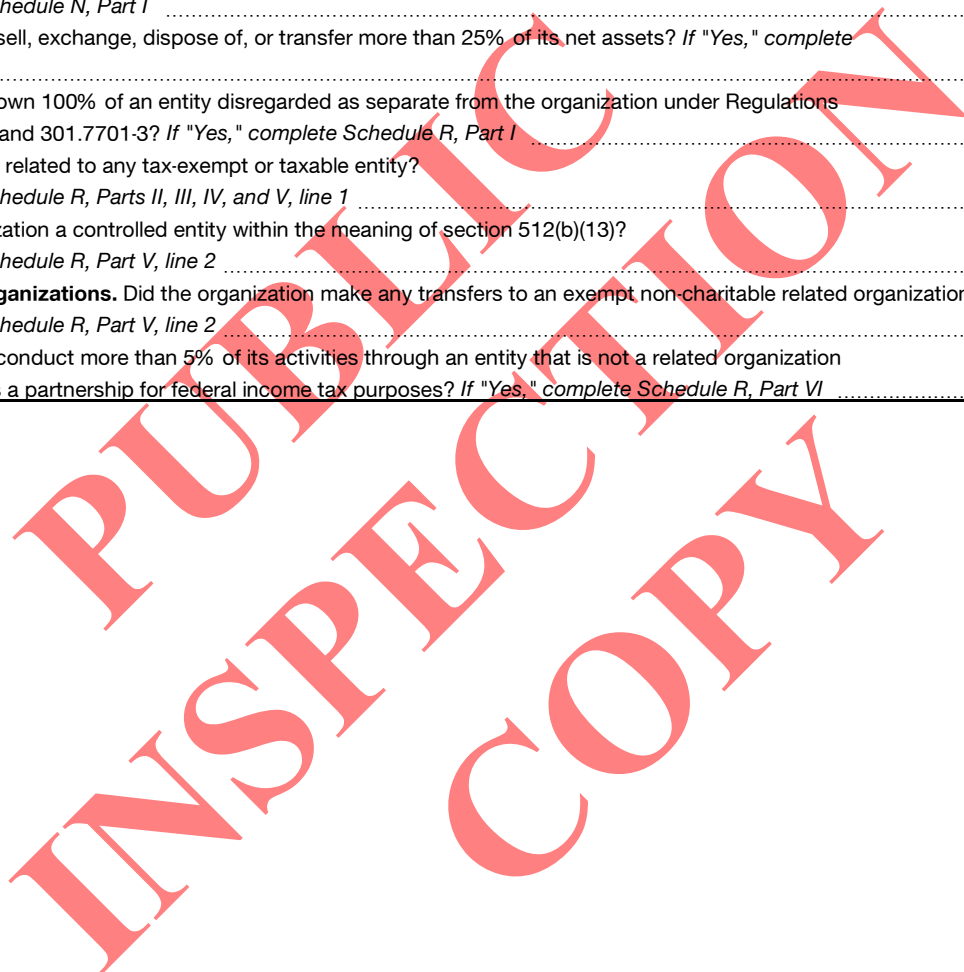 hedule N, Part I
sell, exchange, dispose of, or transfer more than 25% of its net assets? If "Yes," complete
own 100% of an entity disregarded as separate from the organization under Regulations
and 301.7701-3? If "Yes," complete Schedule R, Part I
related to any tax-exempt or taxable entity?
hedule R, Parts II, III, IV, and V, line 1
zation a controlled entity within the meaning of section 512(b)(13)?
hedule R, Part V, line 2
ganizations. Did the organization make any transfers to an exempt non-charitable related organization
hedule R, Part V, line 2
conduct more than 5% of its activities through an entity that is not a related organization
s a partnership for federal income tax purposes? If "Yes," complete Schedule R, Part VI
PUBLIC
INSPECTION
COPY